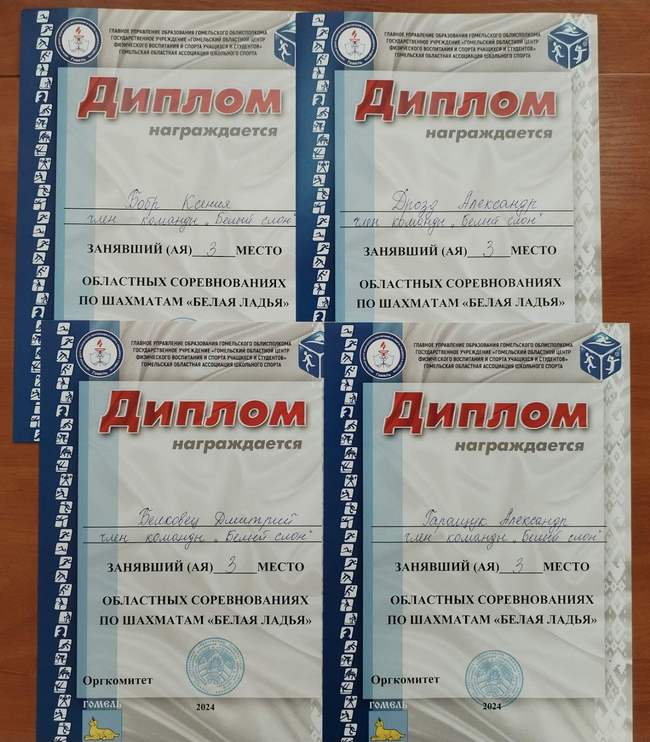 ГЛАВНОЕ УПРАВЛЕНИЕ ОБРАЗОВАНИЯ ГОМЕЛЬСКОГО ОБЛИСПОЛКОМА
ГОСУДАРСТВЕННОЕ УЧРЕЖДЕНИЕ «ГОМЕЛЬСКИЙ ОБЛАСТНОЙ ЦЕНТР
ФИЗИЧЕСКОГО ВОСПИТАНИЯ И СПОРТА УЧАЩИХСЯ И СТУДЕНТОВ»
ГОМЕЛЬСКАЯ ОБЛАСТНАЯ АССОЦИАЦИЯ ШКОЛЬНОГО СПОРТА
Диплом
награждается
Бобр Ксения
член команды „Белый слон"
ЗАНЯВШИЙ (АЯ) 3 МЕСТО
ОБЛАСТНЫХ СОРЕВНОВАНИЯХ
ПО ШАХМАТАМ «БЕЛАЯ ЛАДЬЯ»
ГЛАВНОЕ УПРАВЛЕНИЕ ОБРАЗОВАНИЯ ГОМЕЛЬСКОГО ОБЛИСПОЛКОМА
ГОСУДАРСТВЕННОЕ УЧРЕЖДЕНИЕ «ГОМЕЛЬСКИЙ ОБЛАСТНОЙ ЦЕНТР
ФИЗИЧЕСКОГО ВОСПИТАНИЯ И СПОРТА УЧАЩИХСЯ И СТУДЕНТОВ»
ГОМЕЛЬСКАЯ ОБЛАСТНАЯ АССОЦИАЦИЯ ШКОЛЬНОГО СПОРТА
Диплом
награждается
Дрозд Александр
член команды „Белый слон"
ЗАНЯВШИЙ (АЯ) 3 МЕСТО
ОБЛАСТНЫХ СОРЕВНОВАНИЯХ
ПО ШАХМАТАМ «БЕЛАЯ ЛАДЬЯ»
ГЛАВНОЕ УПРАВЛЕНИЕ ОБРАЗОВАНИЯ ГОМЕЛЬСКОГО ОБЛИСПОЛКОМА
ГОСУДАРСТВЕННОЕ УЧРЕЖДЕНИЕ «ГОМЕЛЬСКИЙ ОБЛАСТНОЙ ЦЕНТР
ФИЗИЧЕСКОГО ВОСПИТАНИЯ И СПОРТА УЧАЩИХСЯ И СТУДЕНТОВ»
ГОМЕЛЬСКАЯ ОБЛАСТНАЯ АССОЦИАЦИЯ ШКОЛЬНОГО СПОРТА
Диплом
награждается
Белковец Дмитрий
член команды „Белый слон"
ЗАНЯВШИЙ (АЯ) 3 МЕСТО
ОБЛАСТНЫХ СОРЕВНОВАНИЯХ
ПО ШАХМАТАМ «БЕЛАЯ ЛАДЬЯ»
Оргкомитет
ГОМЕЛЬ
2024
ГЛАВНОЕ УПРАВЛЕНИЕ ОБРАЗОВАНИЯ ГОМЕЛЬСКОГО ОБЛИСПОЛКОМА
ГОСУДАРСТВЕННОЕ УЧРЕЖДЕНИЕ «ГОМЕЛЬСКИЙ ОБЛАСТНОЙ ЦЕНТР
ФИЗИЧЕСКОГО ВОСПИТАНИЯ И СПОРТА УЧАЩИХСЯ И СТУДЕНТОВ»
ГОМЕЛЬСКАЯ ОБЛАСТНАЯ АССОЦИАЦИЯ ШКОЛЬНОГО СПОРТА
Диплом
награждается
Геращук Александр
член команды „Белый слон"
ЗАНЯВШИЙ (АЯ) 3 МЕСТО
ОБЛАСТНЫХ СОРЕВНОВАНИЯХ
ПО ШАХМАТАМ «БЕЛАЯ ЛАДЬЯ»
Оргкомитет
ГОМЕЛЬ
2024